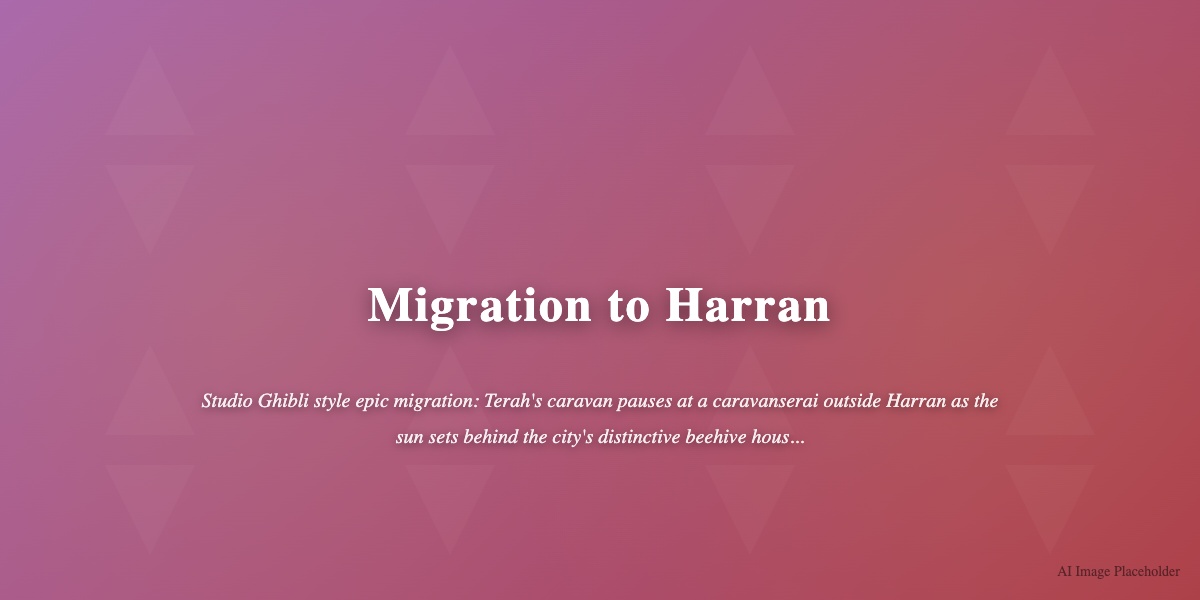 Migration to Harran
Studio Ghibli style epic migration: Terah's caravan pauses at a caravanserai outside Harran as the
sun sets behind the city's distinctive beehive hous...
AI Image Placeholder